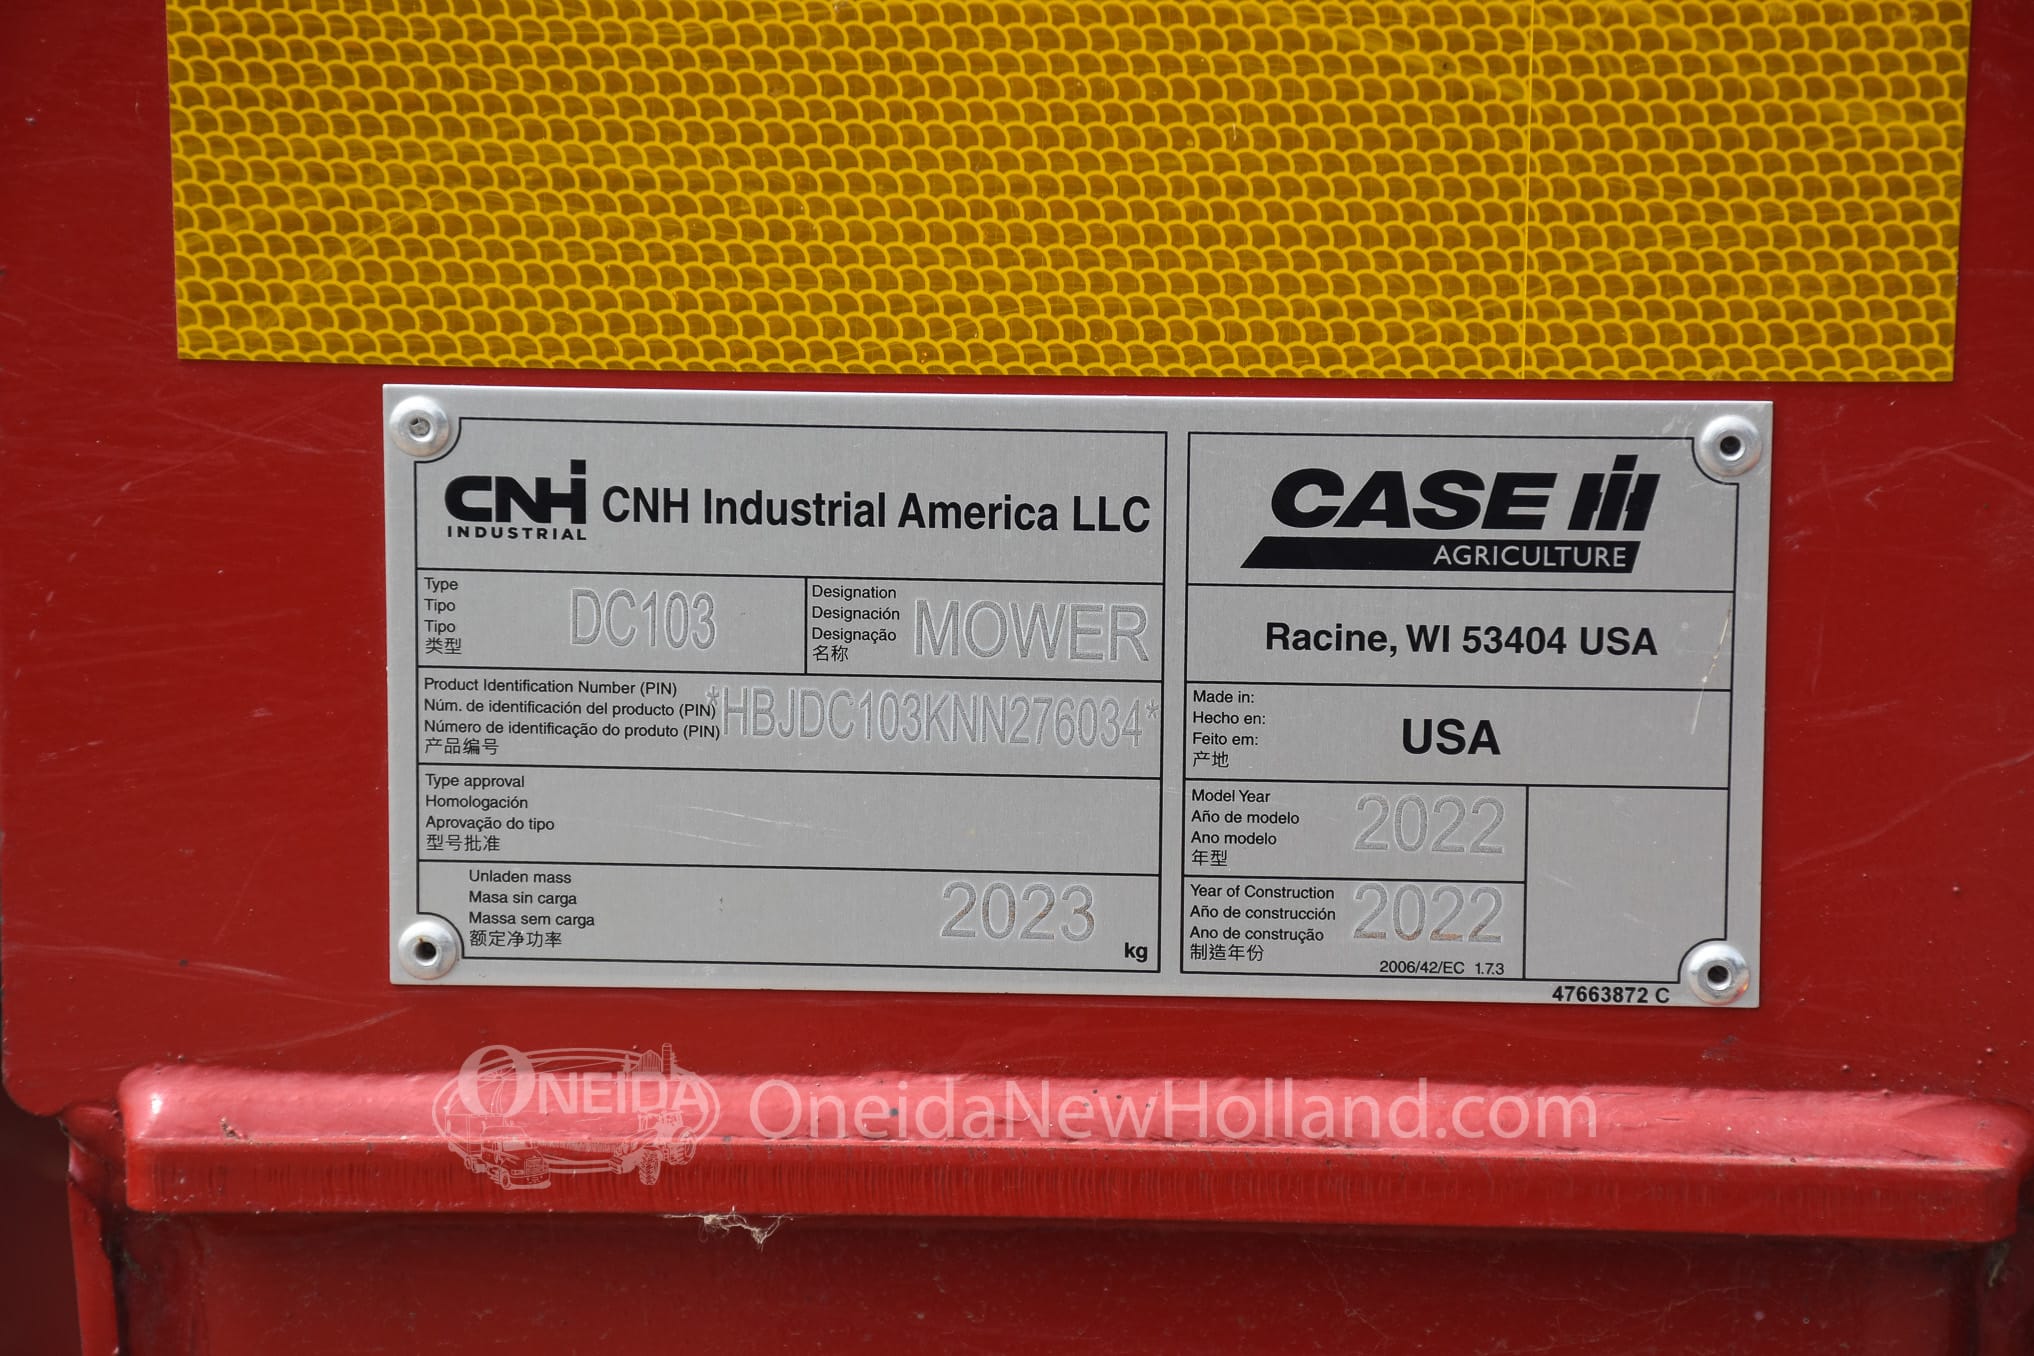 CNH INDUSTRIAL CNH Industrial America LLC
Type
Tipo
Tipo
类型
DC103
Designation
Designación
Designação
名称
MOWER
Product Identification Number (PIN)
Núm. de identificación del producto (PIN)
Número de identificação do produto (PIN)
产品编号
*HBJDC103KNN276034*
Type approval
Homologación
Aprovação do tipo
型号批准
Unladen mass
Masa sin carga
Massa sem carga
额定净功率
2023
kg
CASE IH
AGRICULTURE
Racine, WI 53404 USA
Made in:
Hecho en:
Feito em:
产地
USA
Model Year
Año de modelo
Ano modelo
年型
2022
Year of Construction
Año de construcción
Ano de construção
制造年份
2022
2006/42/EC 1.7.3
47663872 C
ONEIDA OneidaNewHolland.com